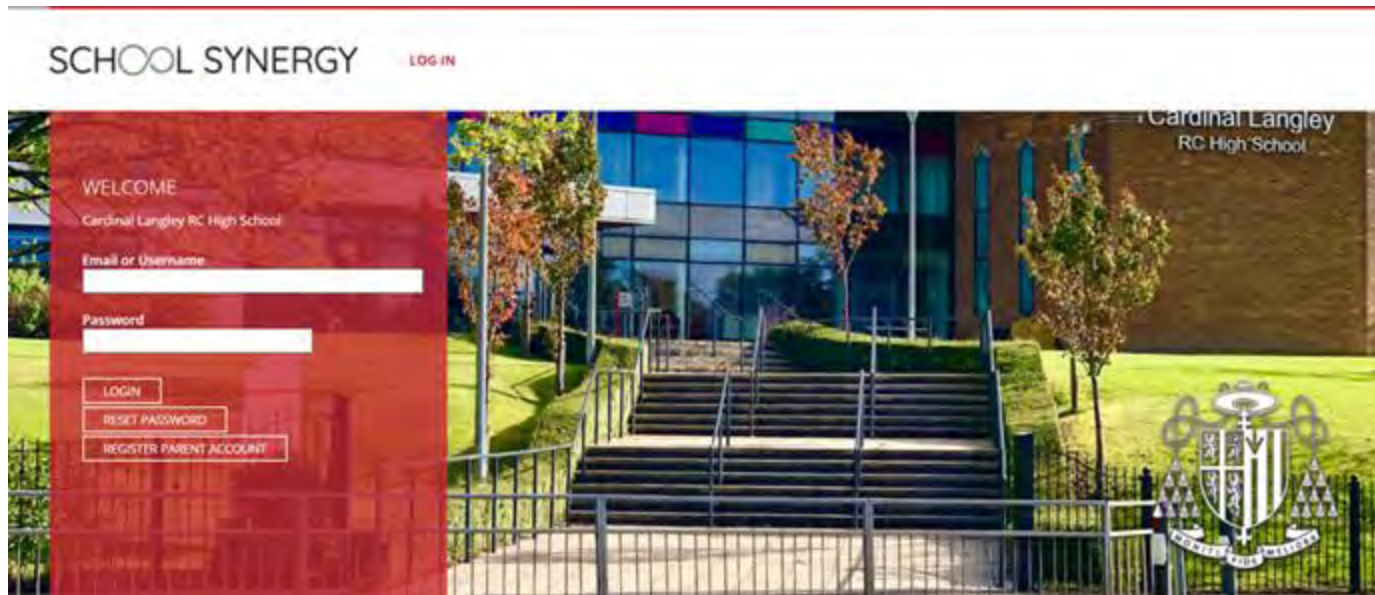 SCHOOL SYNERGY
LOG IN
Cardinal Langley
RC High School
WELCOME
Cardinal Langley RC High School
Email or Username
Password
LOGIN
RESET PASSWORD
REGISTER PARENT ACCOUNT
FIDE